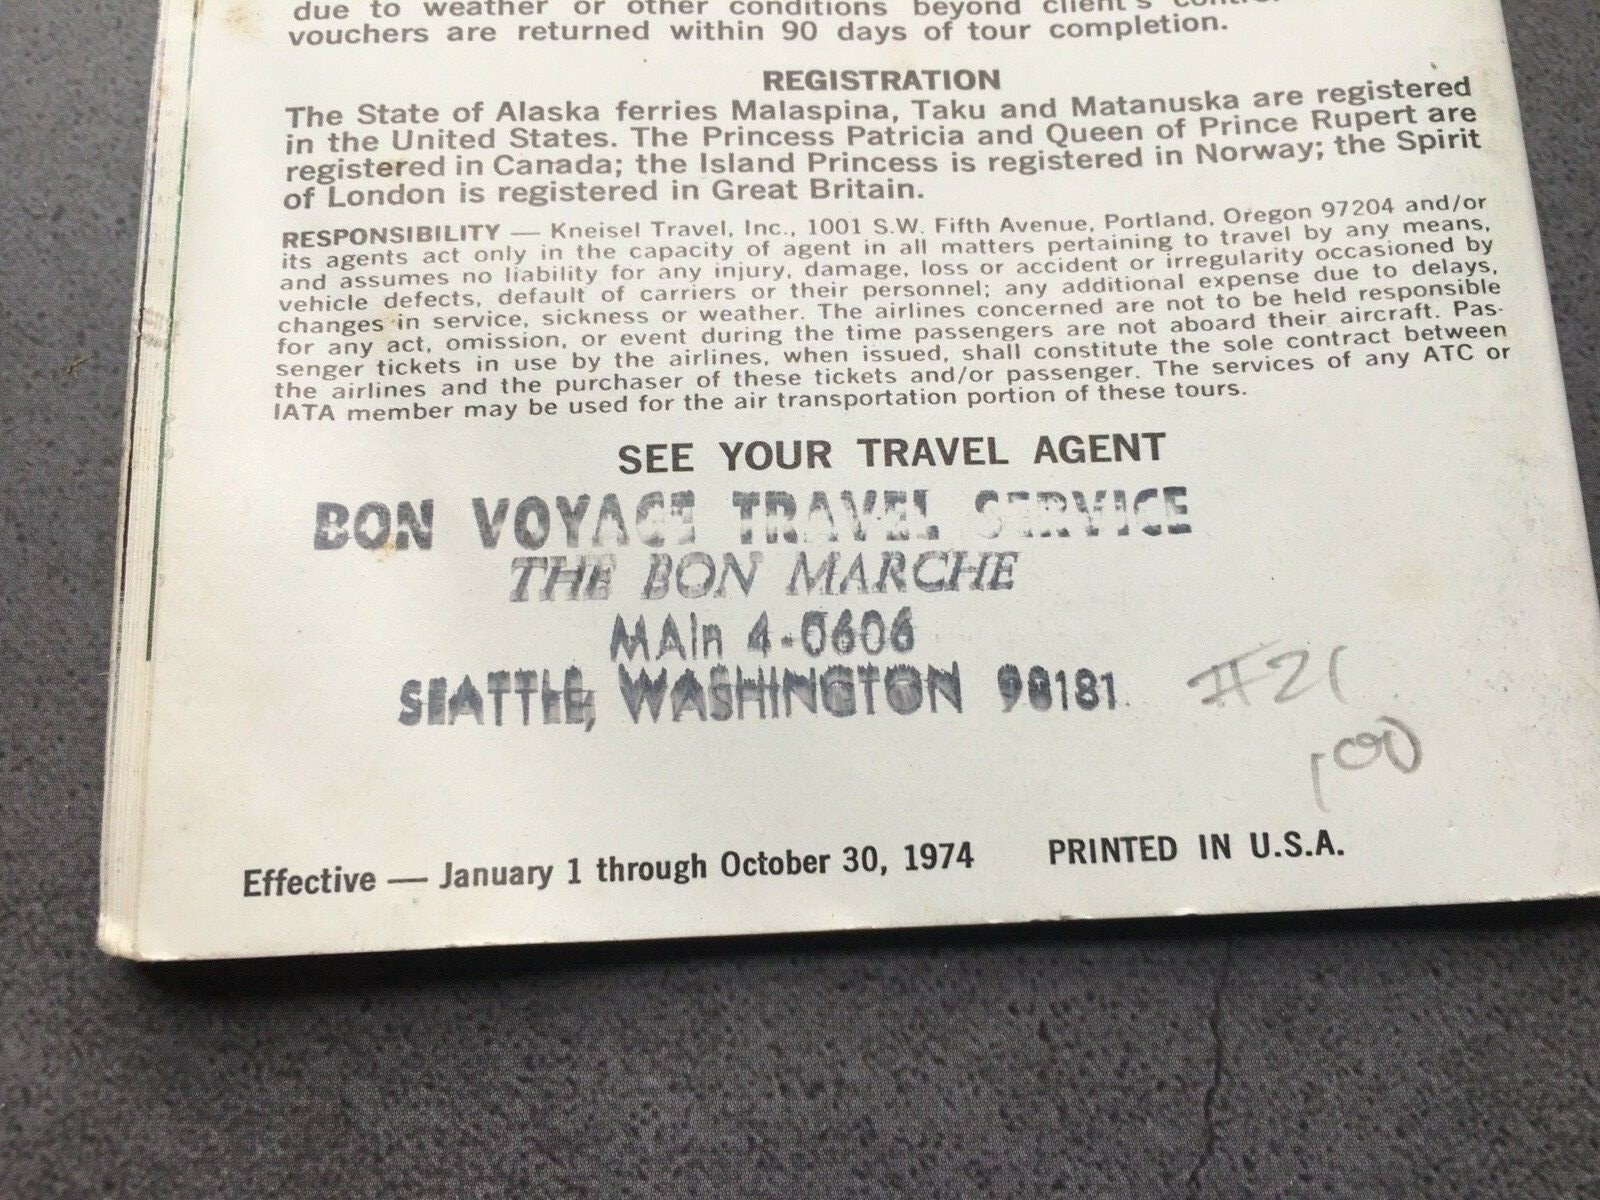 due to weather or other conditions beyond client's
vouchers are returned within 90 days of tour completion.
REGISTRATION
The State of Alaska ferries Malaspina, Taku and Matanuska are registered
in the United States. The Princess Patricia and Queen of Prince Rupert are
registered in Canada; the Island Princess is registered in Norway; the Spirit
of London is registered in Great Britain.
RESPONSIBILITY — Kneisel Travel, Inc., 1001 S.W. Fifth Avenue, Portland, Oregon 97204 and/or
its agents act only in the capacity of agent in all matters pertaining to travel by any means,
and assumes no liability for any injury, damage, loss or accident or irregularity occasioned by
vehicle defects, default of carriers or their personnel; any additional expense due to delays,
changes in service, sickness or weather. The airlines concerned are not to be held responsible
for any act, omission, or event during the time passengers are not aboard their aircraft. Pas-
senger tickets in use by the airlines, when issued, shall constitute the sole contract between
the airlines and the purchaser of these tickets and/or passenger. The services of any ATC or
IATA member may be used for the air transportation portion of these tours.
SEE YOUR TRAVEL AGENT
BON VOYAGE TRAVEL SERVICE
THE BON MARCHE
MAIn 4-0606
SEATTLE, WASHINGTON 98181
#21
Effective — January 1 through October 30, 1974 PRINTED IN U.S.A.